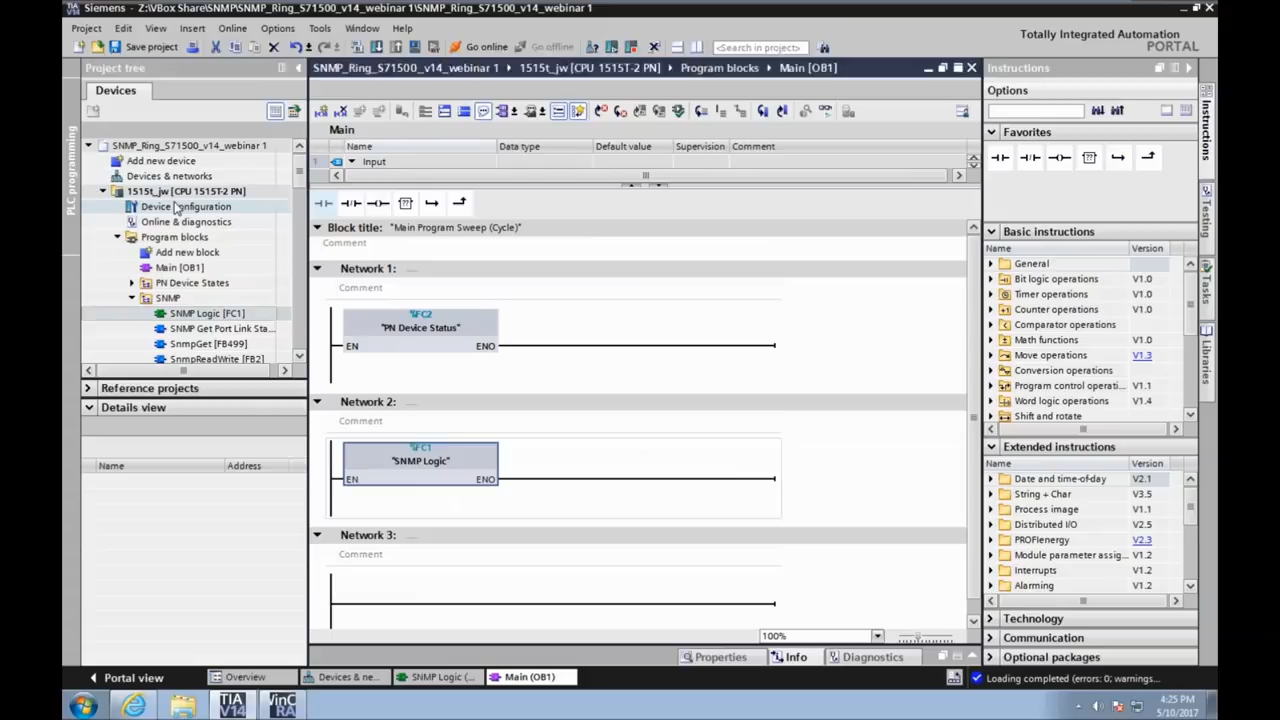 Siemens - Z:\VBox Share\SNMP\SNMP_Ring_S71500_v14_webinar 1\SNMP_Ring_S71500_v14_webinar 1
TIA
V14
Project Edit View Insert Online Options Tools Window Help
Totally Integrated Automation
PORTAL
Save project
Go online
Go offline
<Search in project>
Project tree
SNMP_Ring_S71500_v14_webinar 1 > 1515t_jw [CPU 1515T-2 PN] > Program blocks > Main [OB1]
Instructions
Devices
Options
Main
Name Data type Default value Supervision Comment
1 Input
Favorites
PLC programming
SNMP_Ring_S71500_v14_webinar 1
Add new device
Devices & networks
1515t_jw [CPU 1515T-2 PN]
Device configuration
Online & diagnostics
Program blocks
Add new block
Main [OB1]
PN Device States
SNMP
SNMP Logic [FC1]
SNMP Get Port Link Sta...
SnmpGet [FB499]
SnmpReadWrite [FB2]
Reference projects
Details view
Name Address
Block title: "Main Program Sweep (Cycle)"
Comment
Network 1:
Comment
%FC2
"PN Device Status"
EN ENO
Network 2:
Comment
%FC1
"SNMP Logic"
EN ENO
Network 3:
Comment
100%
Properties Info Diagnostics
Basic instructions
Name Version
General
Bit logic operations V1.0
Timer operations V1.0
Counter operations V1.0
Comparator operations
Math functions V1.0
Move operations V1.3
Conversion operations
Program control operati... V1.1
Word logic operations V1.4
Shift and rotate
Extended instructions
Name Version
Date and time-of-day V2.1
String + Char V3.5
Process image V1.1
Distributed I/O V2.5
PROFIenergy V2.3
Module parameter assig... V1.2
Interrupts V1.2
Alarming V1.2
Technology
Communication
Optional packages
Instructions
Testing
Tasks
Libraries
Portal view
Overview
Devices & ne...
SNMP Logic (...
Main (OB1)
Loading completed (errors: 0; warnings...
TIA
V14
WinC
RA
4:25 PM
5/10/2017